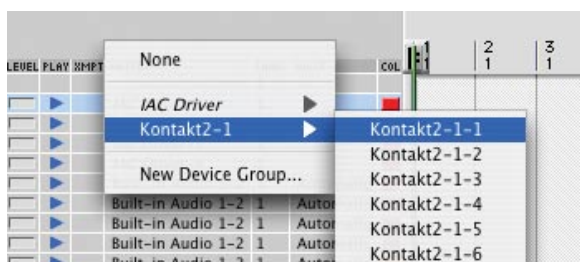 LEVEL PLAY XMPT COL
1 2 3
1 1 1
None
IAC Driver
Kontakt2-1
New Device Group...
Kontakt2-1-1
Kontakt2-1-2
Kontakt2-1-3
Kontakt2-1-4
Kontakt2-1-5
Kontakt2-1-6
Built-in Audio 1-2 1 Autom
Built-in Audio 1-2 1 Autom
Built-in Audio 1-2 1